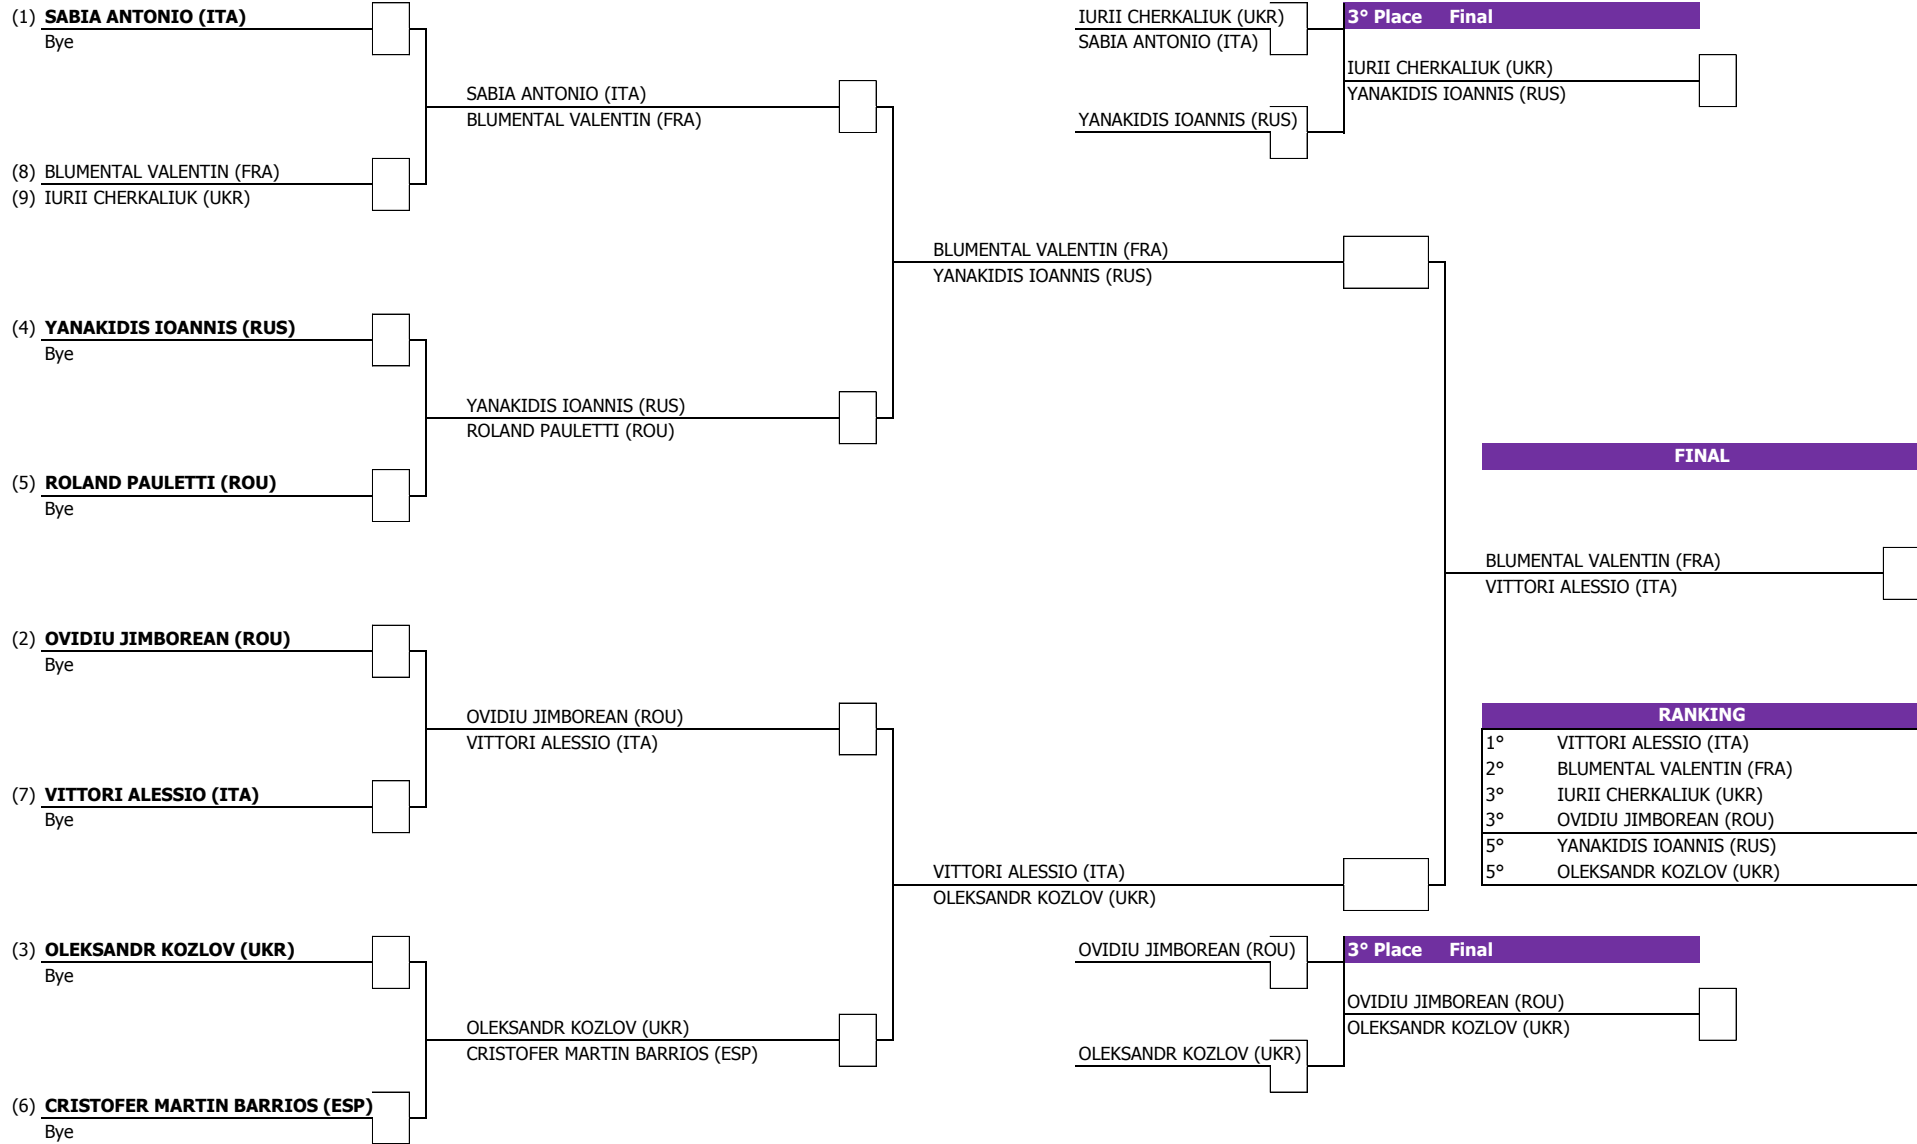 (1) SABIA ANTONIO (ITA)
Bye
(8) BLUMENTAL VALENTIN (FRA)
(9) IURII CHERKALIUK (UKR)
(4) YANAKIDIS IOANNIS (RUS)
Bye
(5) ROLAND PAULETTI (ROU)
Bye
(2) OVIDIU JIMBOREAN (ROU)
Bye
(7) VITTORI ALESSIO (ITA)
Bye
(3) OLEKSANDR KOZLOV (UKR)
Bye
(6) CRISTOFER MARTIN BARRIOS (ESP)
Bye
SABIA ANTONIO (ITA)
BLUMENTAL VALENTIN (FRA)
YANAKIDIS IOANNIS (RUS)
ROLAND PAULETTI (ROU)
OVIDIU JIMBOREAN (ROU)
VITTORI ALESSIO (ITA)
OLEKSANDR KOZLOV (UKR)
CRISTOFER MARTIN BARRIOS (ESP)
BLUMENTAL VALENTIN (FRA)
YANAKIDIS IOANNIS (RUS)
VITTORI ALESSIO (ITA)
OLEKSANDR KOZLOV (UKR)
IURII CHERKALIUK (UKR)
SABIA ANTONIO (ITA)
YANAKIDIS IOANNIS (RUS)
3° Place Final
IURII CHERKALIUK (UKR)
YANAKIDIS IOANNIS (RUS)
FINAL
BLUMENTAL VALENTIN (FRA)
VITTORI ALESSIO (ITA)
RANKING
1° VITTORI ALESSIO (ITA)
2° BLUMENTAL VALENTIN (FRA)
3° IURII CHERKALIUK (UKR)
3° OVIDIU JIMBOREAN (ROU)
5° YANAKIDIS IOANNIS (RUS)
5° OLEKSANDR KOZLOV (UKR)
OVIDIU JIMBOREAN (ROU)
OLEKSANDR KOZLOV (UKR)
3° Place Final
OVIDIU JIMBOREAN (ROU)
OLEKSANDR KOZLOV (UKR)